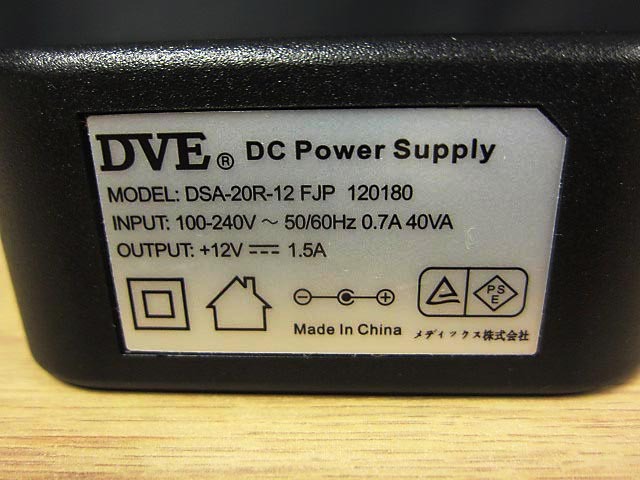 DVE® DC Power Supply
MODEL: DSA-20R-12 FJP 120180
INPUT: 100-240V ~ 50/60Hz 0.7A 40VA
OUTPUT: +12V ⎓ 1.5A
PS
E
Made In China
メディックス株式会社